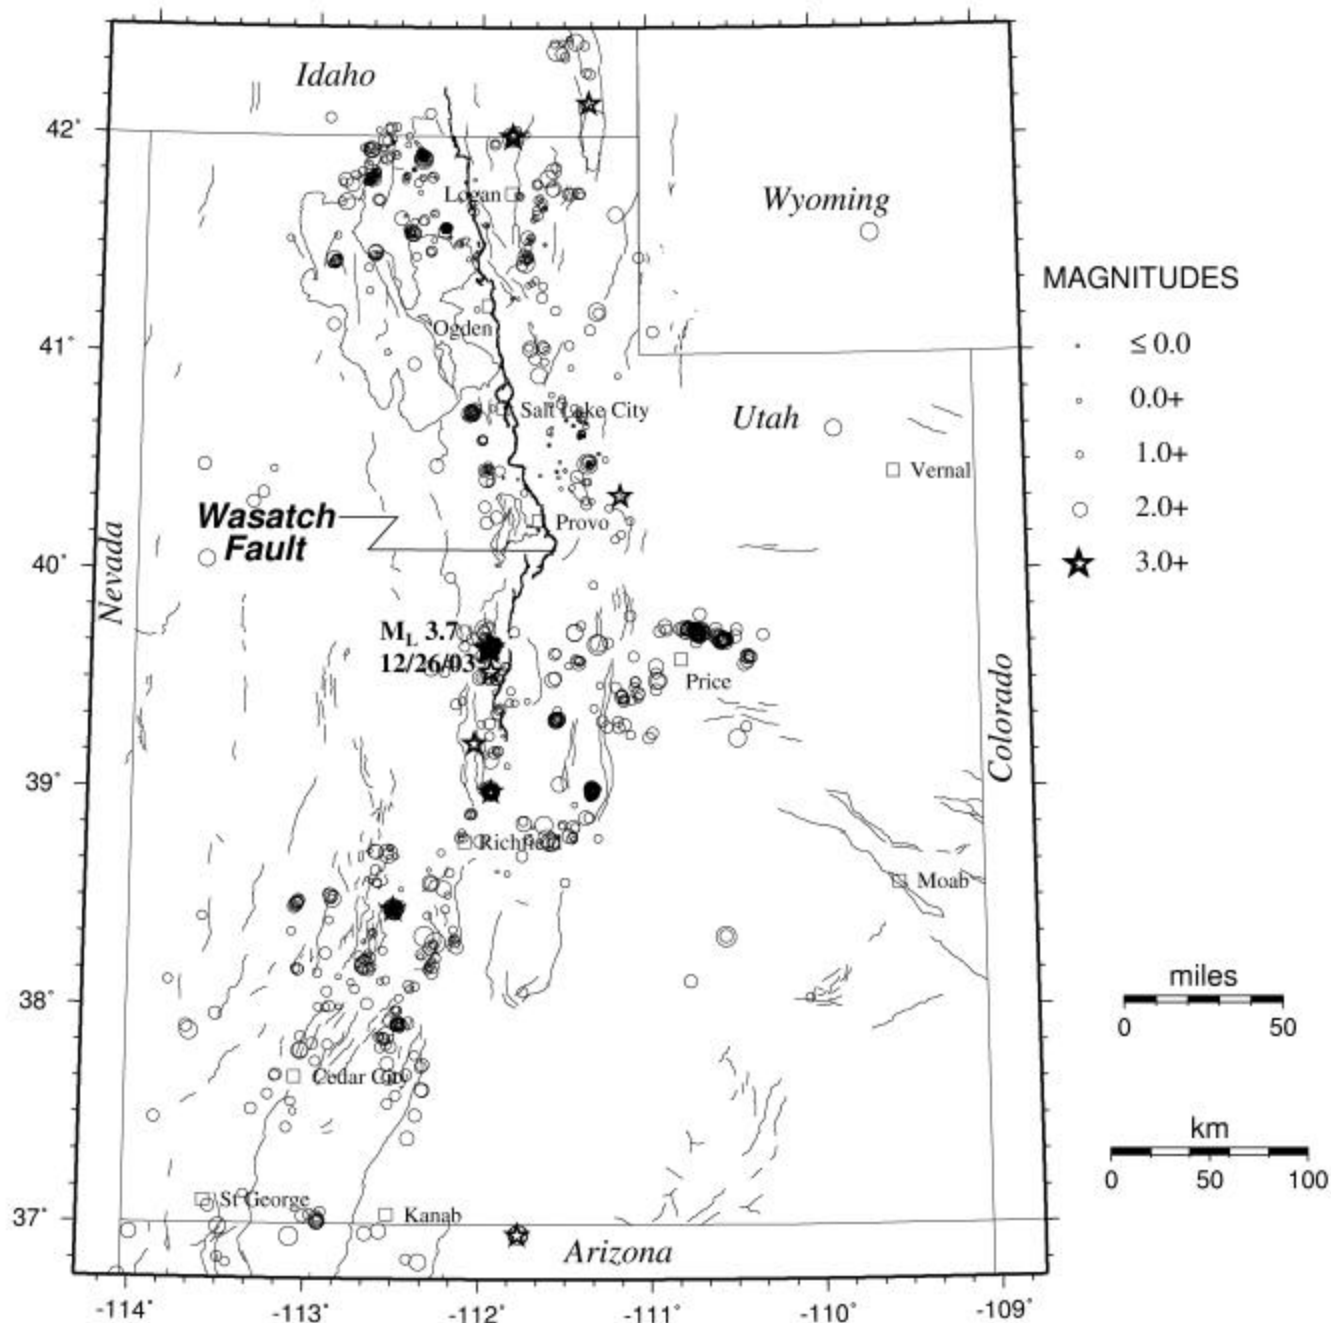 Idaho
42°
Wyoming
Logan
MAGNITUDES
Ogden
≤ 0.0
41°
0.0+
Salt Lake City
Utah
1.0+
Vernal
2.0+
Wasatch
Fault
Provo
3.0+
40°
Nevada
M_L 3.7
12/26/03
Price
Colorado
39°
Richfield
Moab
miles
38°
0 50
Cedar City
km
0 50 100
St George
Kanab
37°
Arizona
-114° -113° -112° -111° -110° -109°